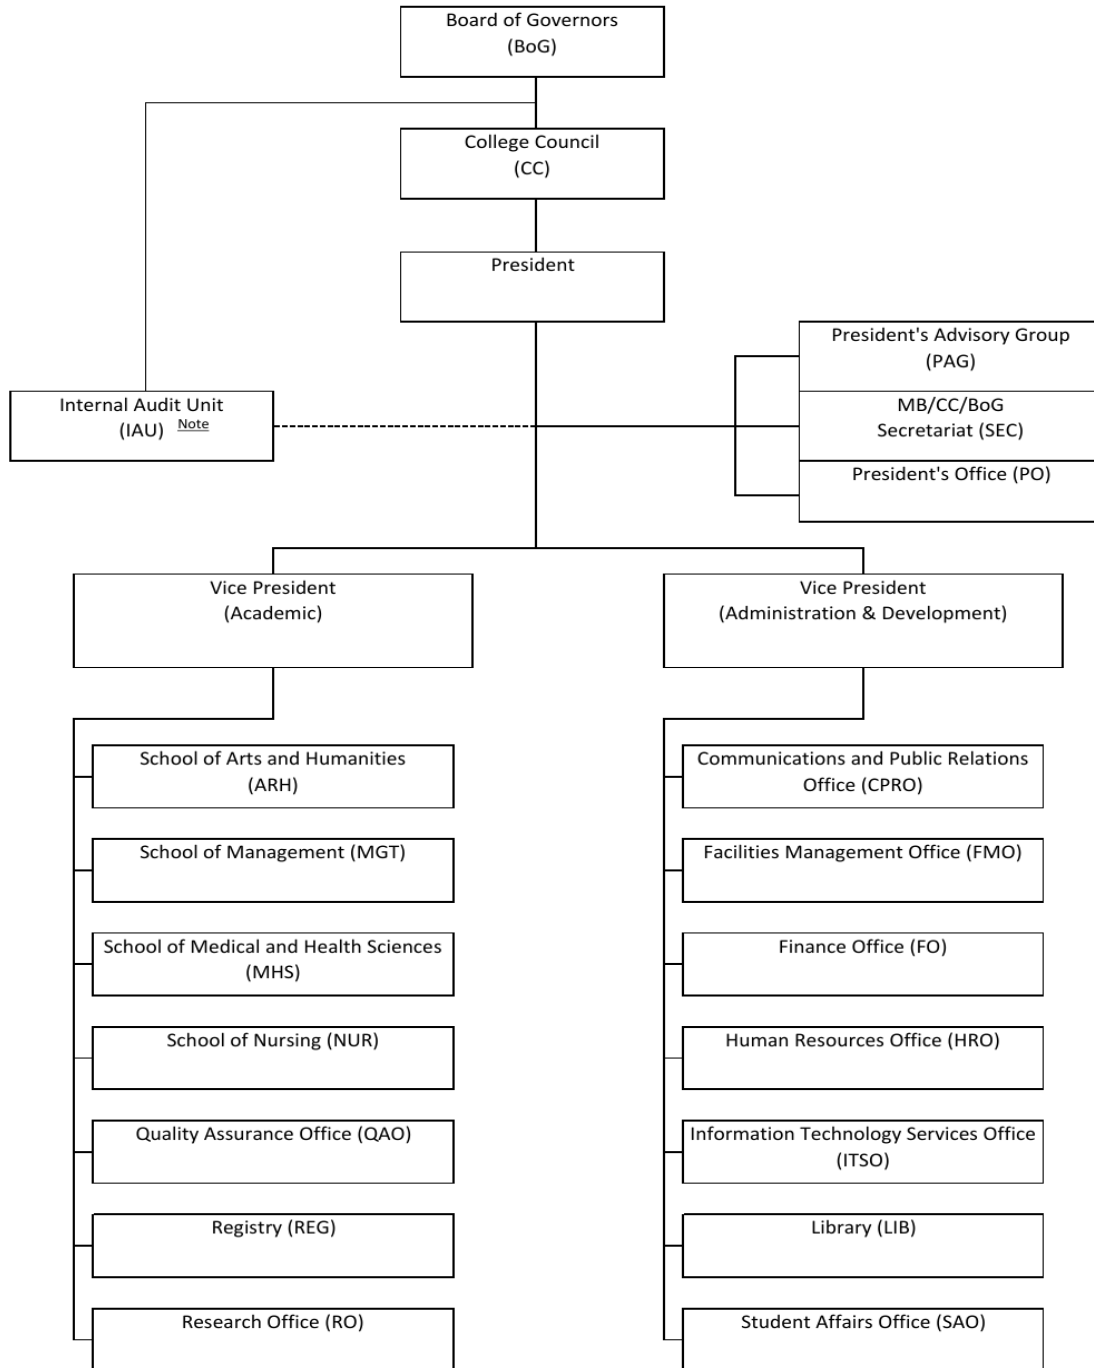 Board of Governors
(BoG)
College Council
(CC)
President
President's Advisory Group
(PAG)
Internal Audit Unit
(IAU) Note
MB/CC/BoG
Secretariat (SEC)
President's Office (PO)
Vice President
(Academic)
Vice President
(Administration & Development)
School of Arts and Humanities
(ARH)
School of Management (MGT)
School of Medical and Health Sciences
(MHS)
School of Nursing (NUR)
Quality Assurance Office (QAO)
Registry (REG)
Research Office (RO)
Communications and Public Relations
Office (CPRO)
Facilities Management Office (FMO)
Finance Office (FO)
Human Resources Office (HRO)
Information Technology Services Office
(ITSO)
Library (LIB)
Student Affairs Office (SAO)